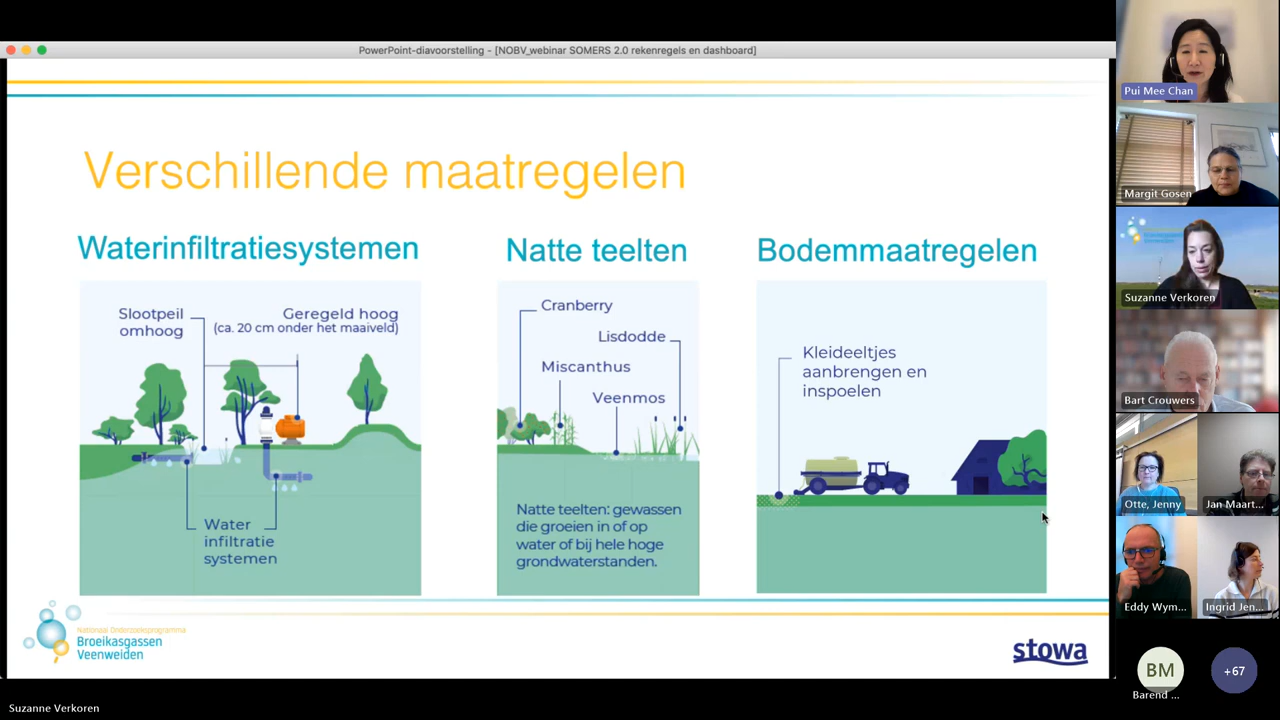 PowerPoint-diavoorstelling - [NOBV_webinar SOMERS 2.0 rekenregels en dashboard]
Verschillende maatregelen
Waterinfiltratiesystemen
Slootpeil
omhoog
Geregeld hoog
(ca. 20 cm onder het maaiveld)
Water
infiltratie
systemen
Natte teelten
Cranberry
Lisdodde
Miscanthus
Veenmos
Natte teelten: gewassen
die groeien in of op
water of bij hele hoge
grondwaterstanden.
Bodemmaatregelen
Kleideeltjes
aanbrengen en
inspoelen
Nationaal Onderzoeksprogramma
Broeikasgassen
Veenweiden
stowa
Suzanne Verkoren
Pui Mee Chan
Margit Gosen
Suzanne Verkoren
Bart Crouwers
Otte, Jenny
Jan Maart...
Eddy Wym...
Ingrid Jen...
BM
Barend ...
+67